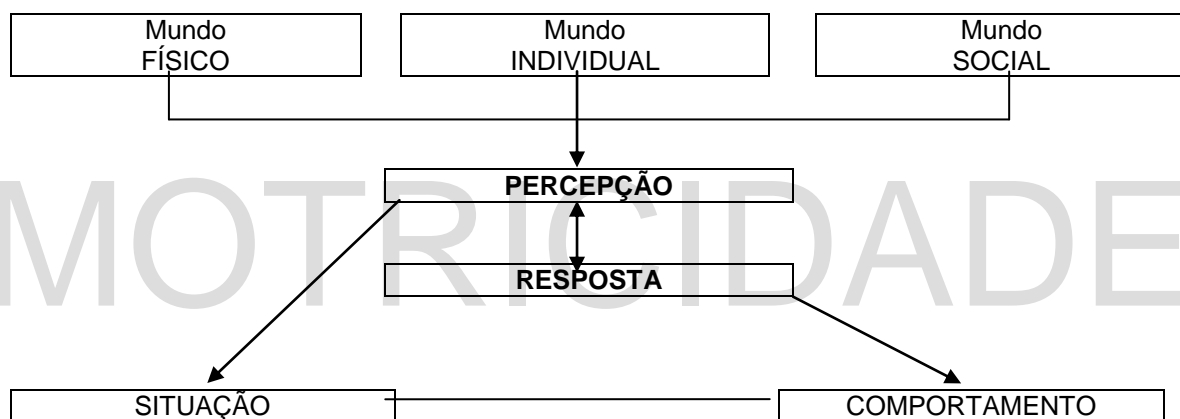 Mundo
FÍSICO
Mundo
INDIVIDUAL
Mundo
SOCIAL
PERCEPÇÃO
MOTRICIDADE
RESPOSTA
SITUAÇÃO
COMPORTAMENTO